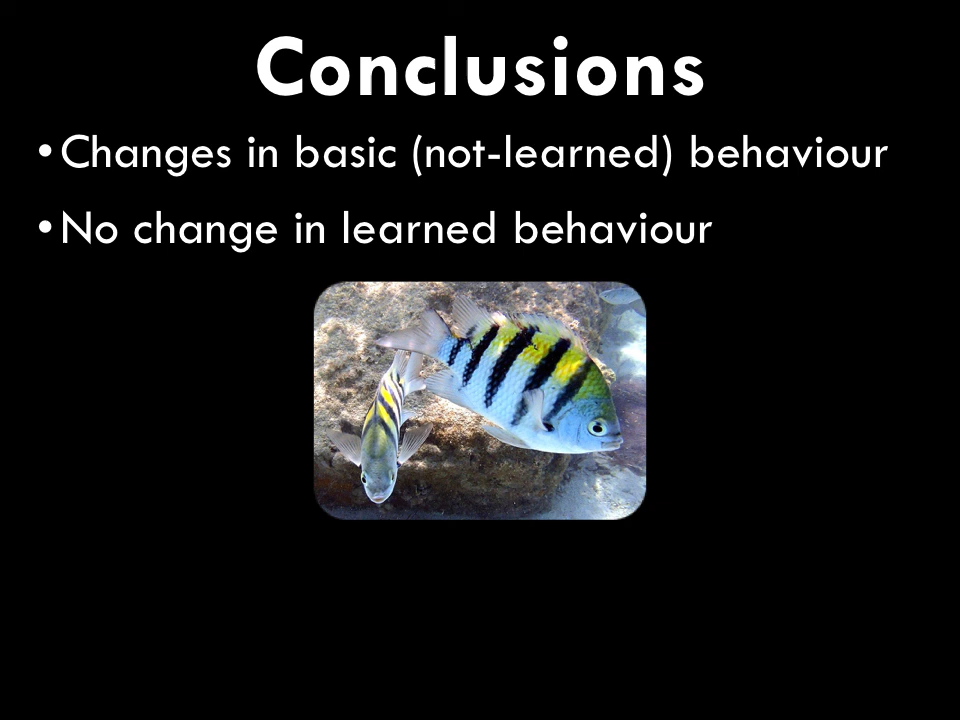 Conclusions
• Changes in basic (not-learned) behaviour
• No change in learned behaviour